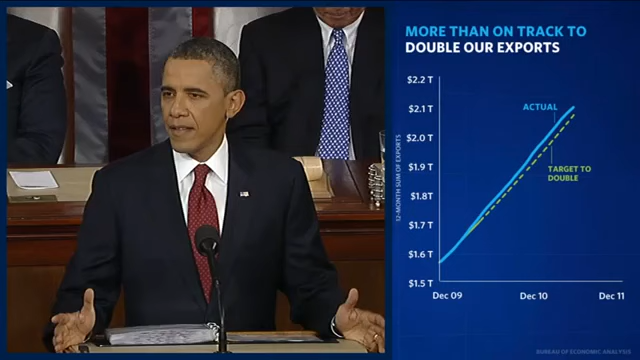 MORE THAN ON TRACK TO
DOUBLE OUR EXPORTS
$2.2 T
$2.1 T
$2.0 T
$1.9 T
$1.8T
$1.7 T
$1.6 T
$1.5 T
12-MONTH SUM OF EXPORTS
ACTUAL
TARGET TO
DOUBLE
Dec 09
Dec 10
Dec 11
BUREAU OF ECONOMIC ANALYSIS